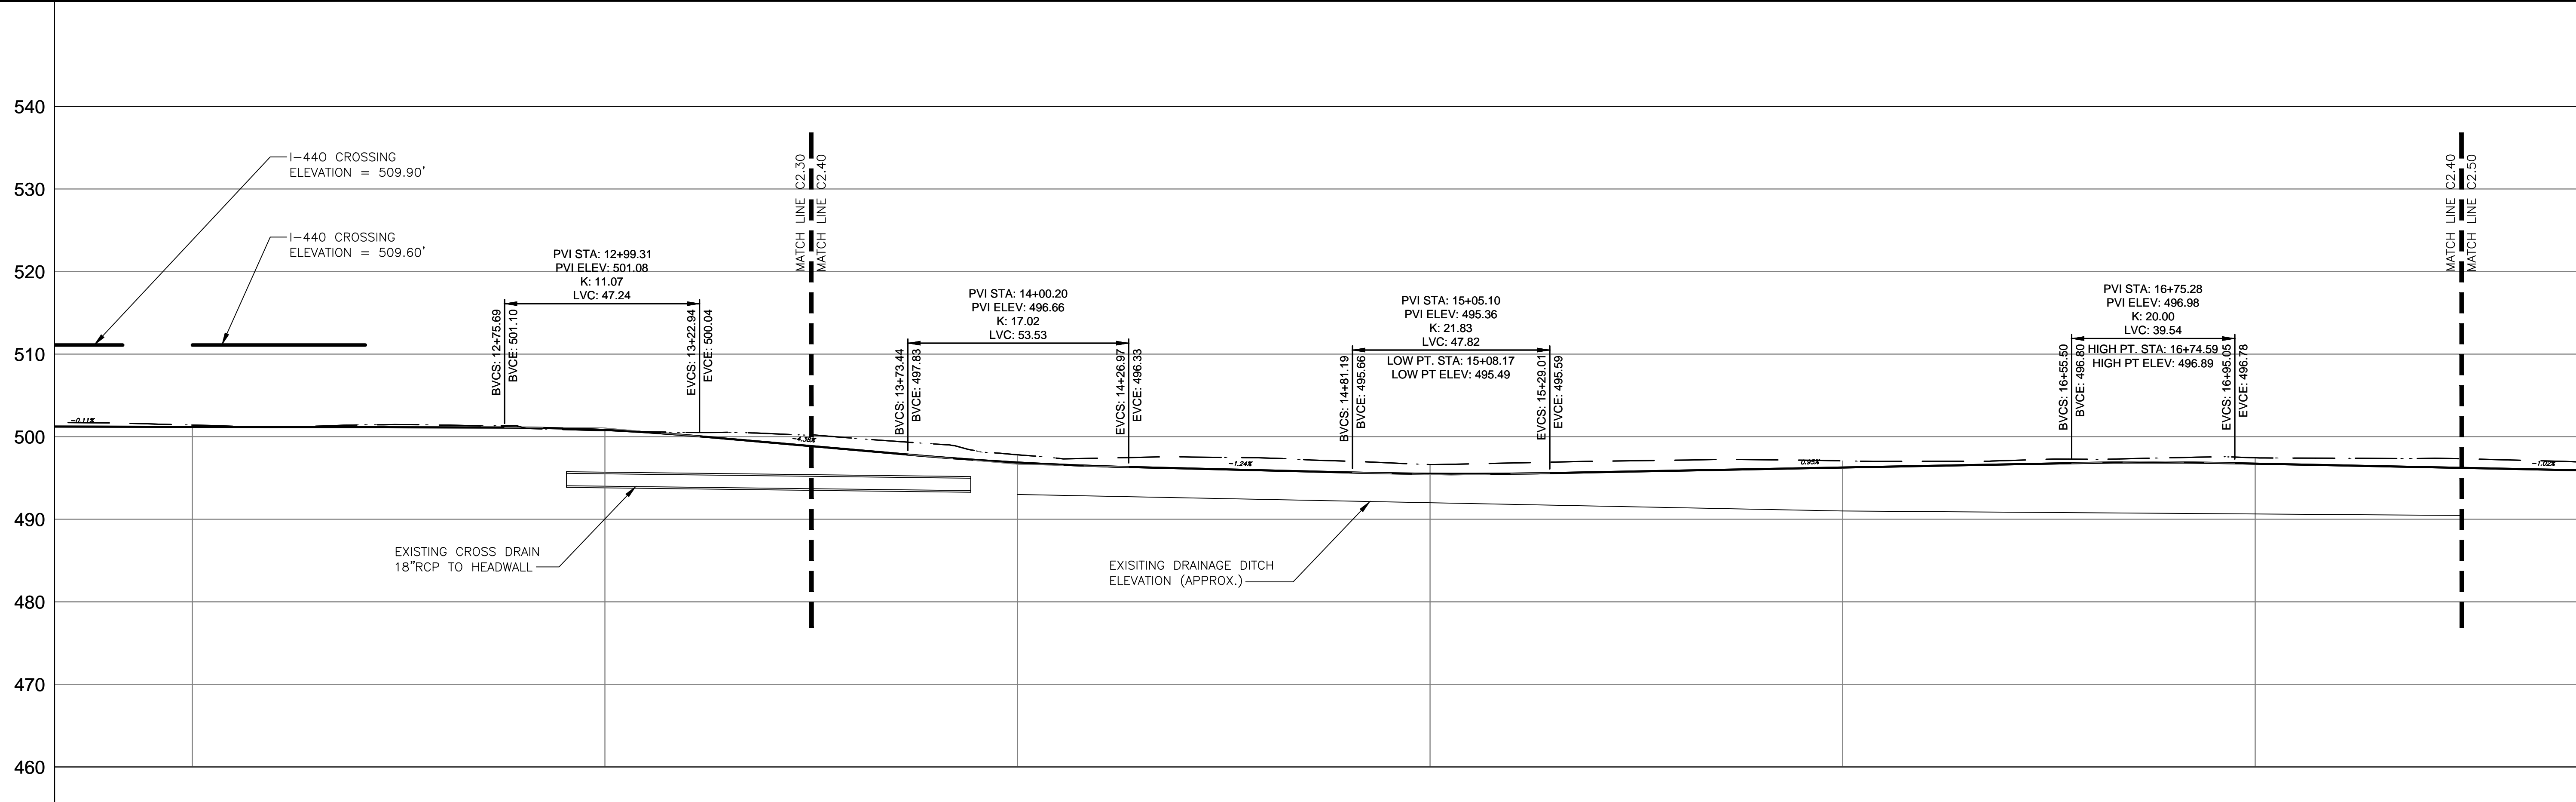 540
530
520
510
500
490
480
470
460
I-440 CROSSING
ELEVATION = 509.90'
I-440 CROSSING
ELEVATION = 509.60'
PVI STA: 12+99.31
PVI ELEV: 501.08
K: 11.07
LVC: 47.24
BVCS: 12+75.69
BVCE: 501.10
EVCS: 13+22.94
EVCE: 500.04
MATCH LINE C2.30
MATCH LINE C2.40
PVI STA: 14+00.20
PVI ELEV: 496.66
K: 17.02
LVC: 53.53
BVCS: 13+73.44
BVCE: 497.83
EVCS: 14+26.97
EVCE: 496.33
PVI STA: 15+05.10
PVI ELEV: 495.36
K: 21.83
LVC: 47.82
LOW PT. STA: 15+08.17
LOW PT ELEV: 495.49
BVCS: 14+81.19
BVCE: 495.66
EVCS: 15+29.01
EVCE: 495.59
PVI STA: 16+75.28
PVI ELEV: 496.98
K: 20.00
LVC: 39.54
HIGH PT. STA: 16+74.59
HIGH PT ELEV: 496.89
BVCS: 16+55.50
BVCE: 496.80
EVCS: 16+95.05
EVCE: 496.78
MATCH LINE C2.40
MATCH LINE C2.50
-0.11%
-4.38%
-1.24%
0.95%
-1.02%
EXISTING CROSS DRAIN
18"RCP TO HEADWALL
EXISITING DRAINAGE DITCH
ELEVATION (APPROX.)